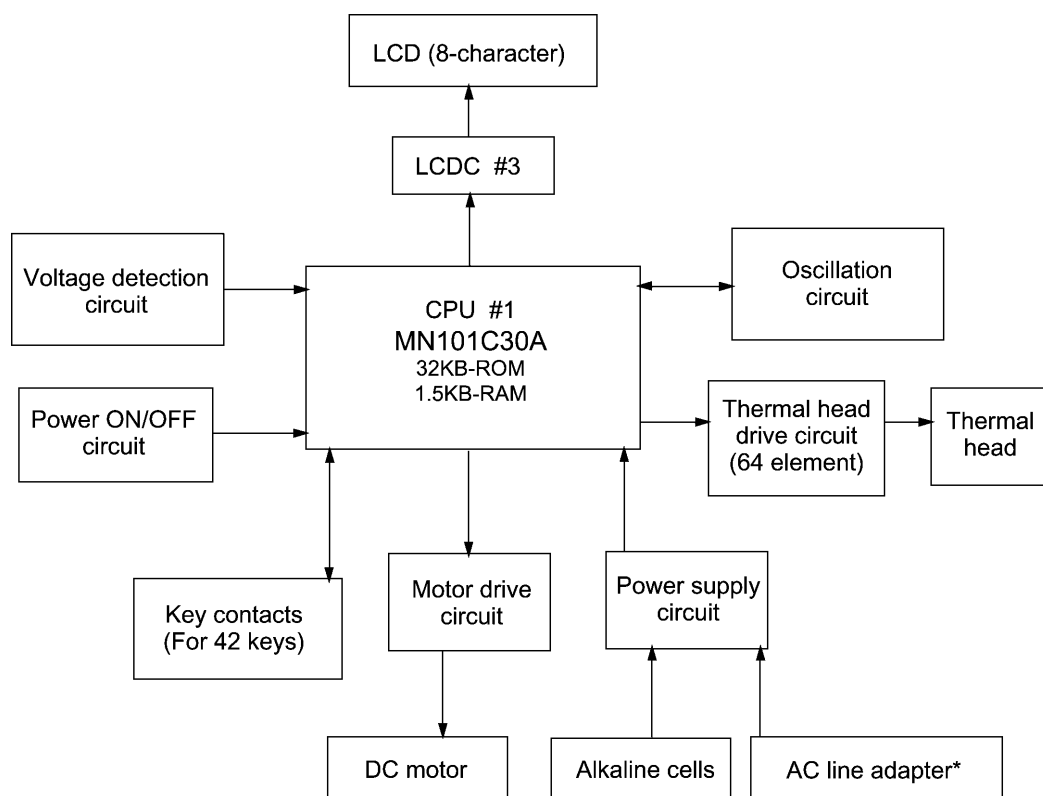 LCD (8-character)
LCDC #3
Voltage detection
circuit
CPU #1
MN101C30A
32KB-ROM
1.5KB-RAM
Oscillation
circuit
Power ON/OFF
circuit
Thermal head
drive circuit
(64 element)
Thermal
head
Key contacts
(For 42 keys)
Motor drive
circuit
Power supply
circuit
DC motor
Alkaline cells
AC line adapter*